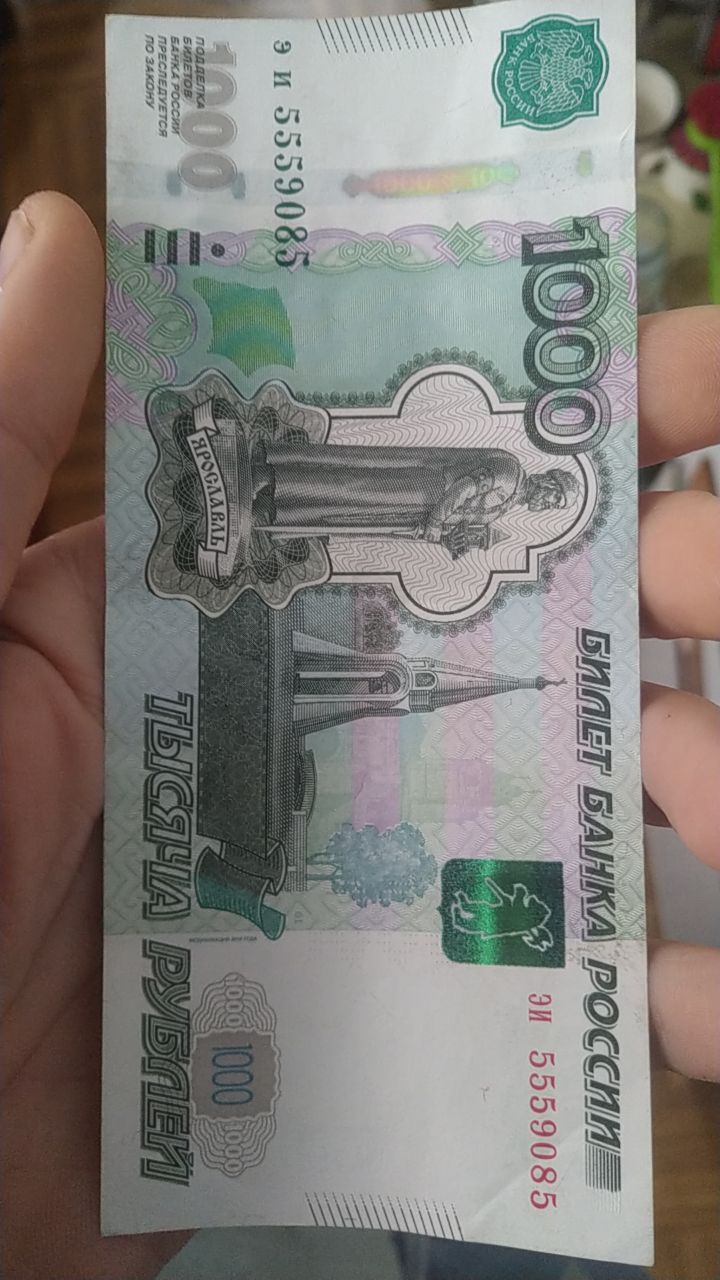 БАНК РОССИИ
1000
БИЛЕТ БАНКА РОССИИ
ЭИ 5559085
э и 5559085
1000
ПОДДЕЛКА
БИЛЕТОВ
БАНКА РОССИИ
ПРЕСЛЕДУЕТСЯ
ПО ЗАКОНУ
ЯРОСЛАВЛЬ
1000 1000 1000
ТЫСЯЧА РУБЛЕЙ